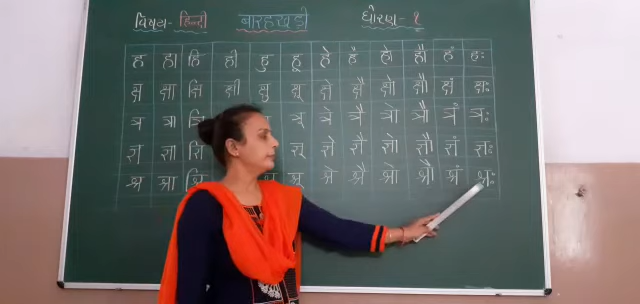 विषय- हिन्दी बारहखडी धोरण - १
ह हा हि ही हु हू हे है हो हौ हं हः
क्ष क्षा क्षि क्षी क्षु क्षू क्षे क्षै क्षो क्षौ क्षं क्षः
त्र त्रा त्रि त्रू त्रे त्रै त्रो त्रौ त्रं त्रः
ज्ञ ज्ञा ज्ञि ज्ञू ज्ञे ज्ञै ज्ञो ज्ञौ ज्ञं ज्ञः
श्र श्रा श्रि श्रु श्रू श्रे श्रै श्रो श्रौ श्रं श्रः